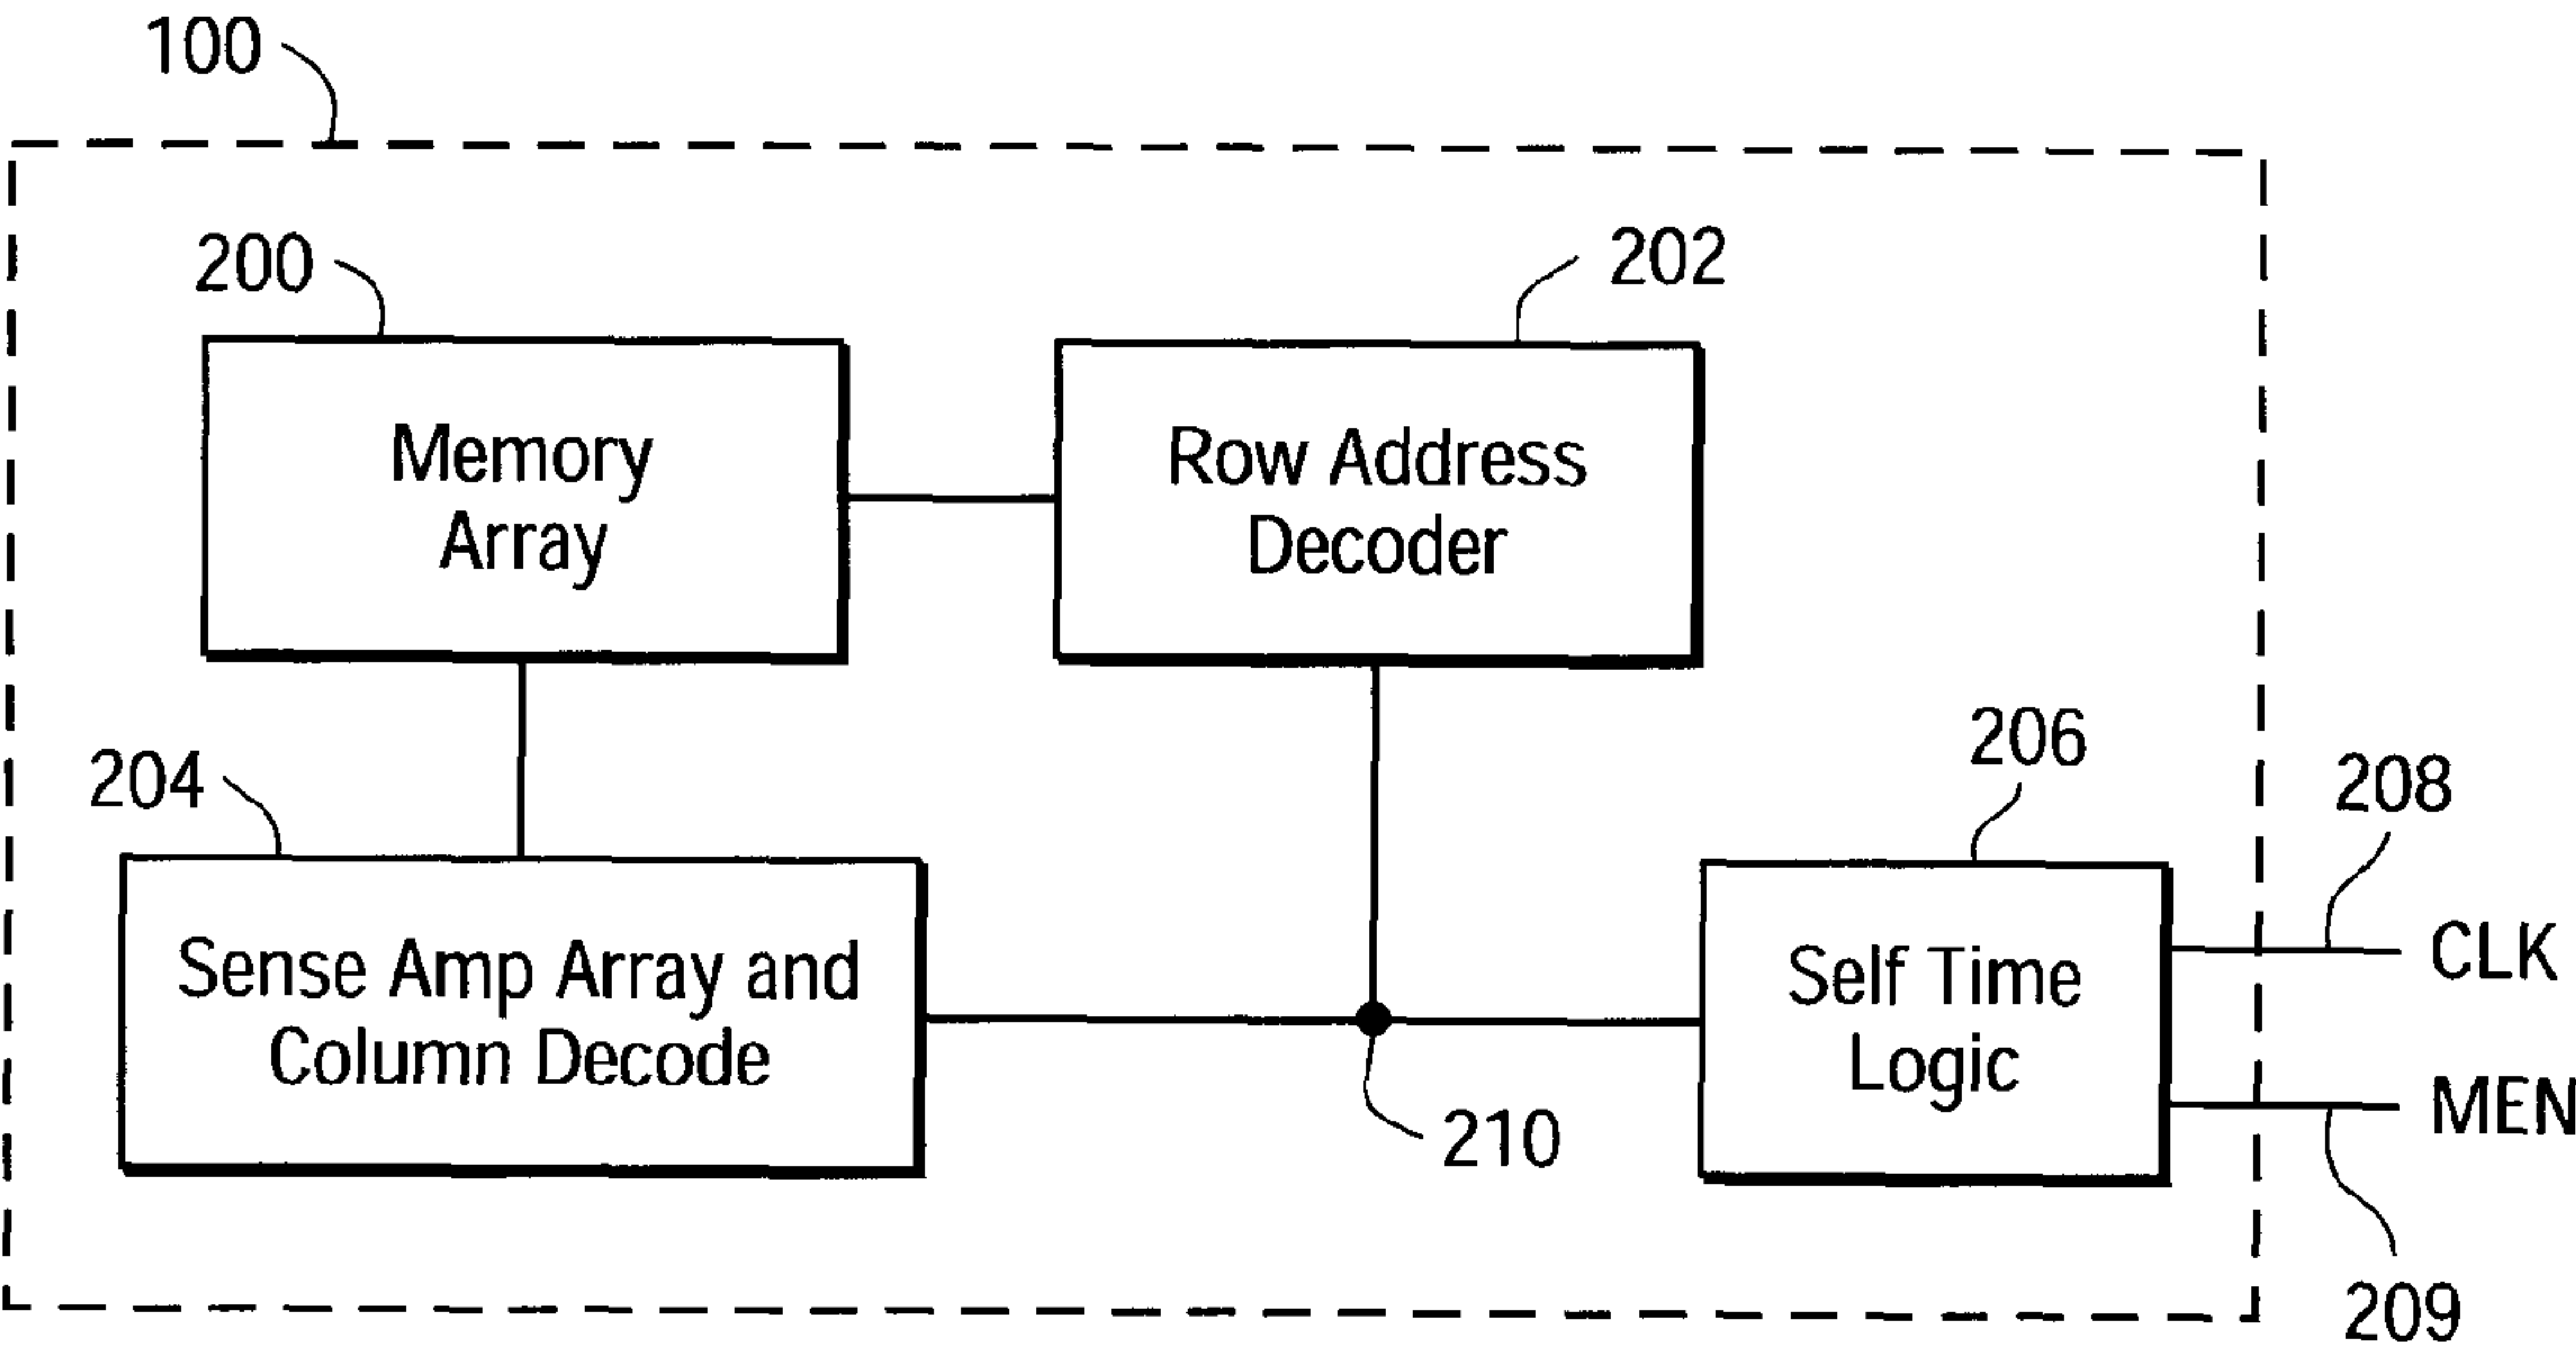 100
200
202
Memory
Array
Row Address
Decoder
204
206
208
Sense Amp Array and
Column Decode
Self Time
Logic
CLK
MEN
210
209